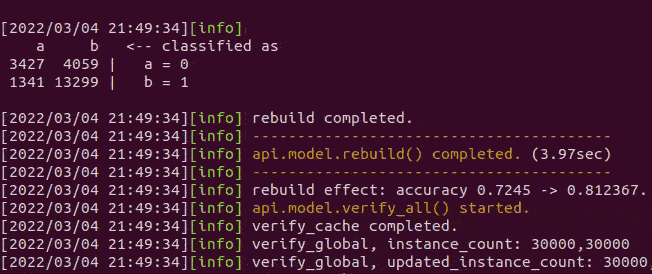 [2022/03/04 21:49:34][info]
a b <-- classified as
3427 4059 | a = 0
1341 13299 | b = 1
[2022/03/04 21:49:34][info] rebuild completed.
[2022/03/04 21:49:34][info] -----------------------------------------
[2022/03/04 21:49:34][info] api.model.rebuild() completed. (3.97sec)
[2022/03/04 21:49:34][info] -----------------------------------------
[2022/03/04 21:49:34][info] rebuild effect: accuracy 0.7245 -> 0.812367.
[2022/03/04 21:49:34][info] api.model.verify_all() started.
[2022/03/04 21:49:34][info] verify_cache completed.
[2022/03/04 21:49:34][info] verify_global, instance_count: 30000,30000
[2022/03/04 21:49:34][info] verify_global, updated_instance_count: 30000,